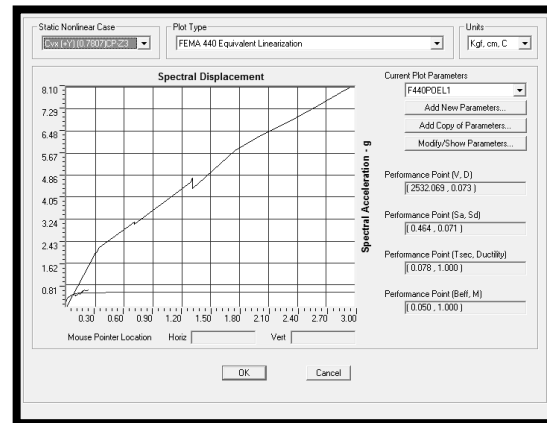 Static Nonlinear Case
Cvx (+Y) (0.7807)CP-Z3
Plot Type
FEMA 440 Equivalent Linearization
Units
Kgf, cm, C
Spectral Displacement
8.10
7.29
6.48
5.67
4.86
4.05
3.24
2.43
1.62
0.81
0.30 0.60 0.90 1.20 1.50 1.80 2.10 2.40 2.70 3.00
Spectral Acceleration - g
Mouse Pointer Location Horiz Vert
Current Plot Parameters
F440POEL1
Add New Parameters...
Add Copy of Parameters...
Modify/Show Parameters...
Performance Point (V, D)
( 2532.069 , 0.073 )
Performance Point (Sa, Sd)
( 0.464 , 0.071 )
Performance Point (Tsec, Ductility)
( 0.078 , 1.000 )
Performance Point (Beff, M)
( 0.050 , 1.000 )
OK Cancel